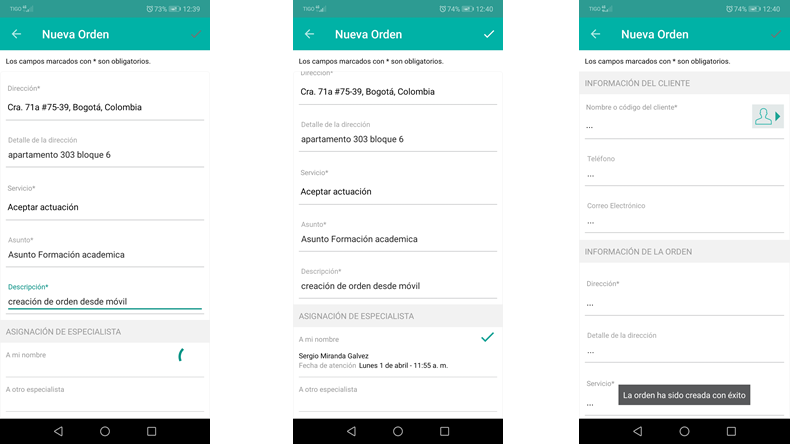 TIGO 73% 12:39
Nueva Orden
Los campos marcados con * son obligatorios.
Dirección*
Cra. 71a #75-39, Bogotá, Colombia
Detalle de la dirección
apartamento 303 bloque 6
Servicio*
Aceptar actuación
Asunto*
Asunto Formación academica
Descripción*
creación de orden desde móvil
ASIGNACIÓN DE ESPECIALISTA
A mi nombre
A otro especialista
TIGO 74% 12:40
Nueva Orden
Los campos marcados con * son obligatorios.
Dirección*
Cra. 71a #75-39, Bogotá, Colombia
Detalle de la dirección
apartamento 303 bloque 6
Servicio*
Aceptar actuación
Asunto*
Asunto Formación academica
Descripción*
creación de orden desde móvil
ASIGNACIÓN DE ESPECIALISTA
A mi nombre
Sergio Miranda Galvez
Fecha de atención Lunes 1 de abril - 11:55 a. m.
A otro especialista
TIGO 74% 12:40
Nueva Orden
Los campos marcados con * son obligatorios.
INFORMACIÓN DEL CLIENTE
Nombre o código del cliente*
...
Teléfono
...
Correo Electrónico
...
INFORMACIÓN DE LA ORDEN
Dirección*
...
Detalle de la dirección
...
Servicio*
...
La orden ha sido creada con éxito